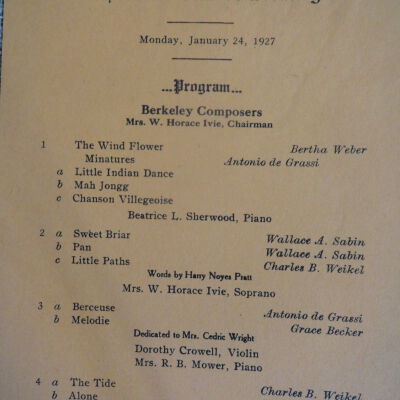 Monday, January 24, 1927
...Program...
Berkeley Composers
Mrs. W. Horace Ivie, Chairman
1 The Wind Flower Bertha Weber
Minatures Antonio de Grassi
a Little Indian Dance
b Mah Jongg
c Chanson Villegeoise
Beatrice L. Sherwood, Piano
2 a Sweet Briar Wallace A. Sabin
b Pan Wallace A. Sabin
c Little Paths Charles B. Weikel
Words by Harry Noyes Pratt
Mrs. W. Horace Ivie, Soprano
3 a Berceuse Antonio de Grassi
b Melodie Grace Becker
Dedicated to Mrs. Cedric Wright
Dorothy Crowell, Violin
Mrs. R. B. Mower, Piano
4 a The Tide Charles B. Weikel
b Alone